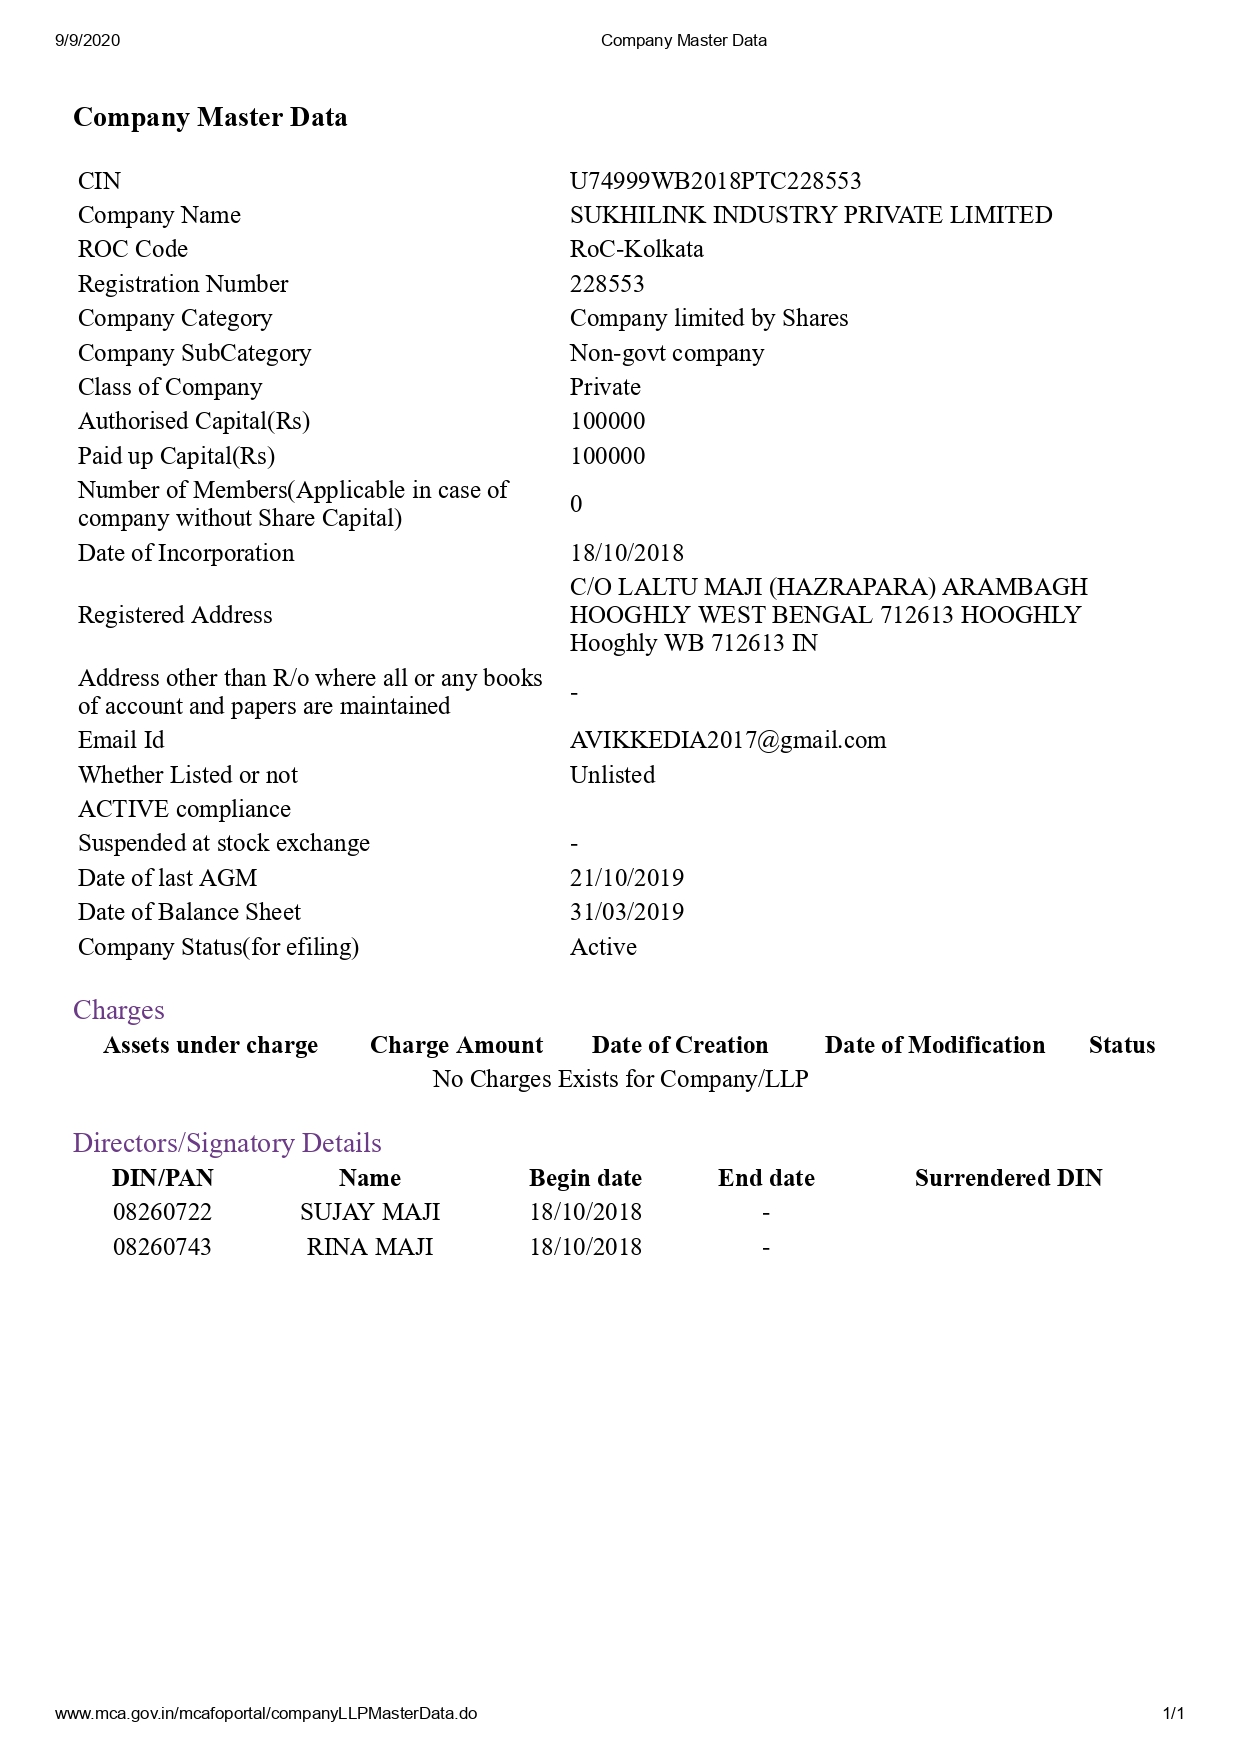 9/9/2020 Company Master Data
Company Master Data
CIN U74999WB2018PTC228553
Company Name SUKHILINK INDUSTRY PRIVATE LIMITED
ROC Code RoC-Kolkata
Registration Number 228553
Company Category Company limited by Shares
Company SubCategory Non-govt company
Class of Company Private
Authorised Capital(Rs) 100000
Paid up Capital(Rs) 100000
Number of Members(Applicable in case of
company without Share Capital) 0
Date of Incorporation 18/10/2018
C/O LALTU MAJI (HAZRAPARA) ARAMBAGH
Registered Address HOOGHLY WEST BENGAL 712613 HOOGHLY
Hooghly WB 712613 IN
Address other than R/o where all or any books
of account and papers are maintained -
Email Id AVIKKEDIA2017@gmail.com
Whether Listed or not Unlisted
ACTIVE compliance
Suspended at stock exchange -
Date of last AGM 21/10/2019
Date of Balance Sheet 31/03/2019
Company Status(for efiling) Active
Charges
Assets under charge Charge Amount Date of Creation Date of Modification Status
No Charges Exists for Company/LLP
Directors/Signatory Details
DIN/PAN Name Begin date End date Surrendered DIN
08260722 SUJAY MAJI 18/10/2018 -
08260743 RINA MAJI 18/10/2018 -
www.mca.gov.in/mcafoportal/companyLLPMasterData.do 1/1